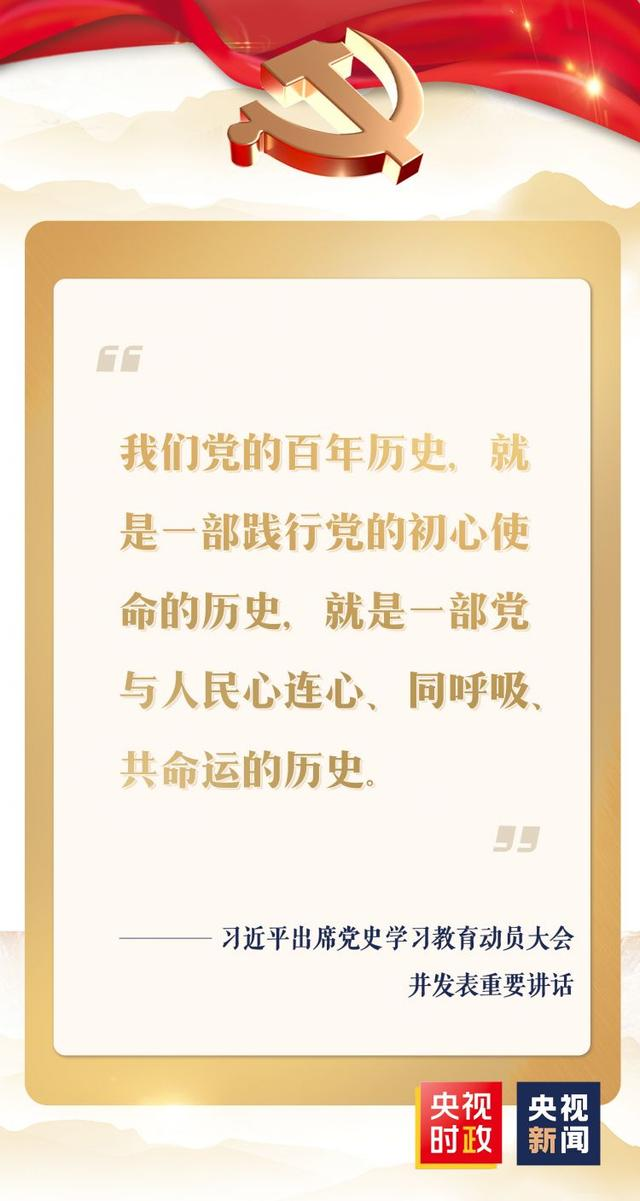 “
我们党的百年历史，就
是一部践行党的初心使
命的历史，就是一部党
与人民心连心、同呼吸、
共命运的历史。
”
——— 习近平出席党史学习教育动员大会
并发表重要讲话
央视 央视
时政 新闻